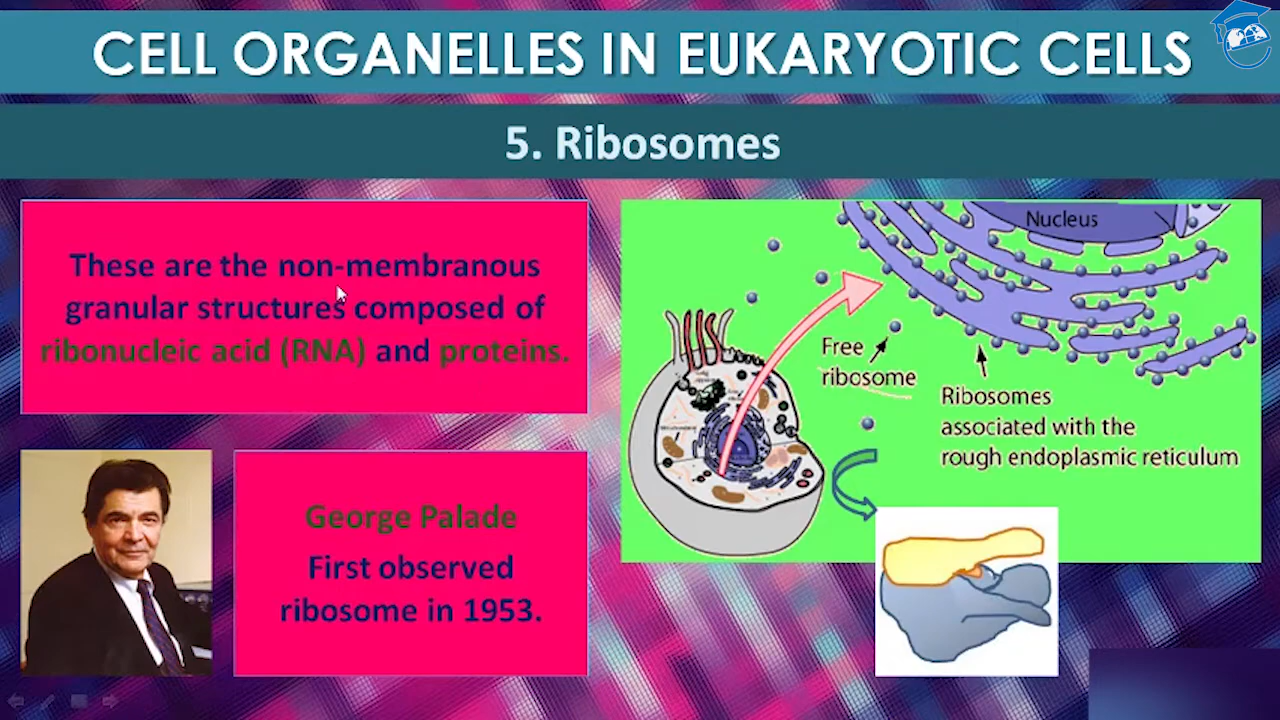 CELL ORGANELLES IN EUKARYOTIC CELLS
5. Ribosomes
These are the non-membranous
granular structures composed of
ribonucleic acid (RNA) and proteins.
George Palade
First observed
ribosome in 1953.
Nucleus
Free
ribosome
Ribosomes
associated with the
rough endoplasmic reticulum